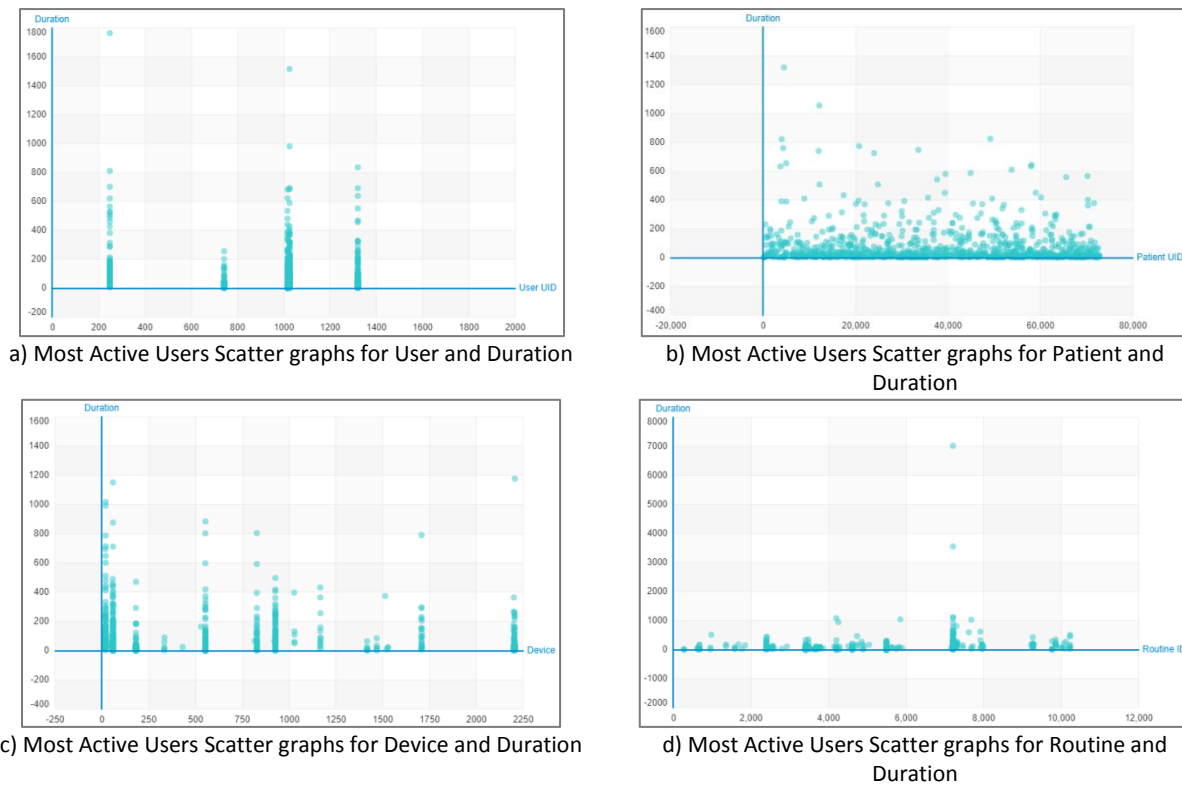 Duration
1800
1600
1400
1200
1000
800
600
400
200
0
-200
User UID
0 200 400 600 800 1000 1200 1400 1600 1800 2000
a) Most Active Users Scatter graphs for User and Duration
Duration
1600
1400
1200
1000
800
600
400
200
0
-200
-400
Patient UID
-20,000 0 20,000 40,000 60,000 80,000
b) Most Active Users Scatter graphs for Patient and
Duration
Duration
1600
1400
1200
1000
800
600
400
200
0
-200
-400
Device
-250 0 250 500 750 1000 1250 1500 1750 2000 2250
c) Most Active Users Scatter graphs for Device and Duration
Duration
8000
7000
6000
5000
4000
3000
2000
1000
0
-1000
-2000
Routine ID
0 2,000 4,000 6,000 8,000 10,000 12,000
d) Most Active Users Scatter graphs for Routine and
Duration